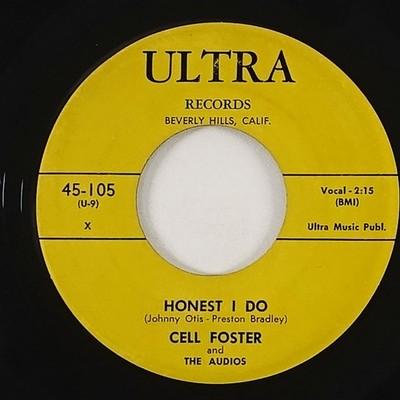 ULTRA
RECORDS
BEVERLY HILLS, CALIF.
45-105
(U-9)
X
Vocal - 2:15
(BMI)
Ultra Music Publ.
HONEST I DO
(Johnny Otis - Preston Bradley)
CELL FOSTER
and
THE AUDIOS